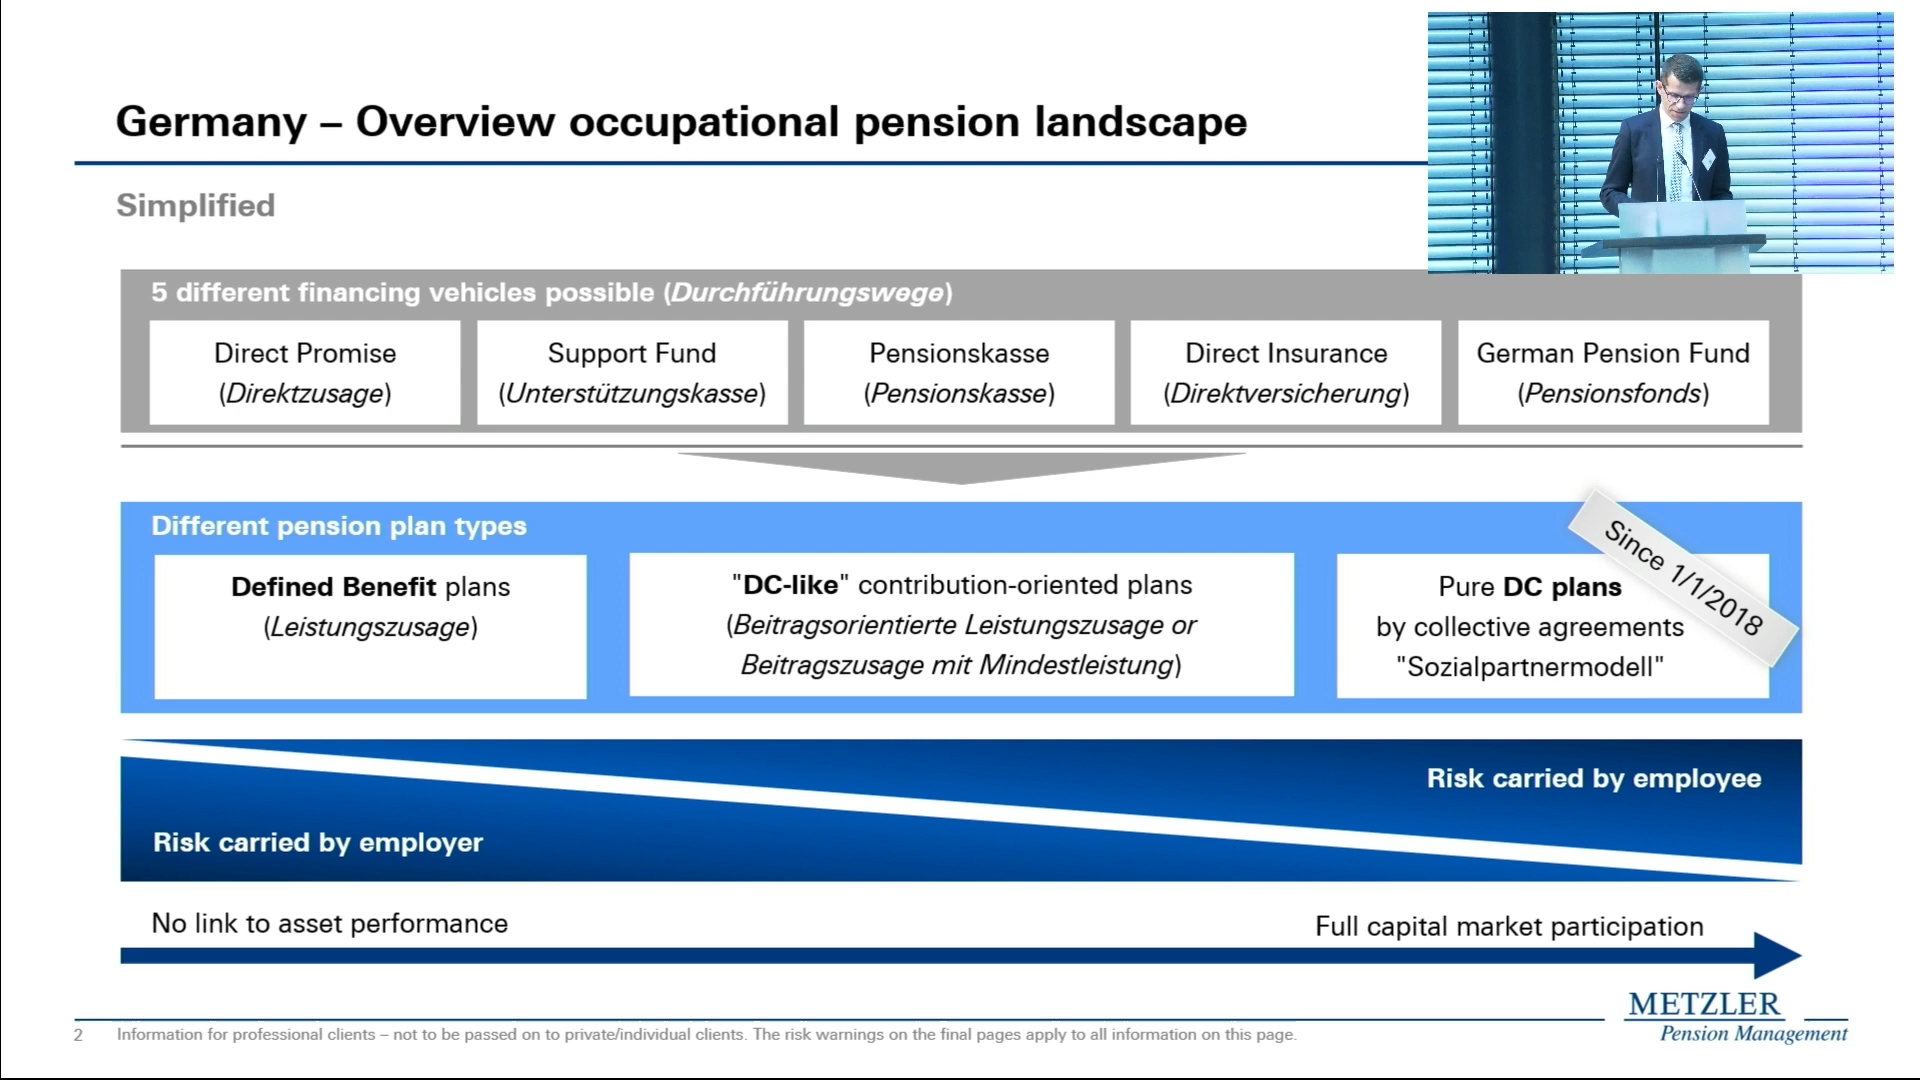 Germany – Overview occupational pension landscape
Simplified
5 different financing vehicles possible (Durchführungswege)
Direct Promise
(Direktzusage)
Support Fund
(Unterstützungskasse)
Pensionskasse
(Pensionskasse)
Direct Insurance
(Direktversicherung)
German Pension Fund
(Pensionsfonds)
Different pension plan types
Defined Benefit plans
(Leistungszusage)
"DC-like" contribution-oriented plans
(Beitragsorientierte Leistungszusage or
Beitragszusage mit Mindestleistung)
Since 1/1/2018
Pure DC plans
by collective agreements
"Sozialpartnermodell"
Risk carried by employee
Risk carried by employer
No link to asset performance
Full capital market participation
METZLER
Pension Management
2 Information for professional clients – not to be passed on to private/individual clients. The risk warnings on the final pages apply to all information on this page.